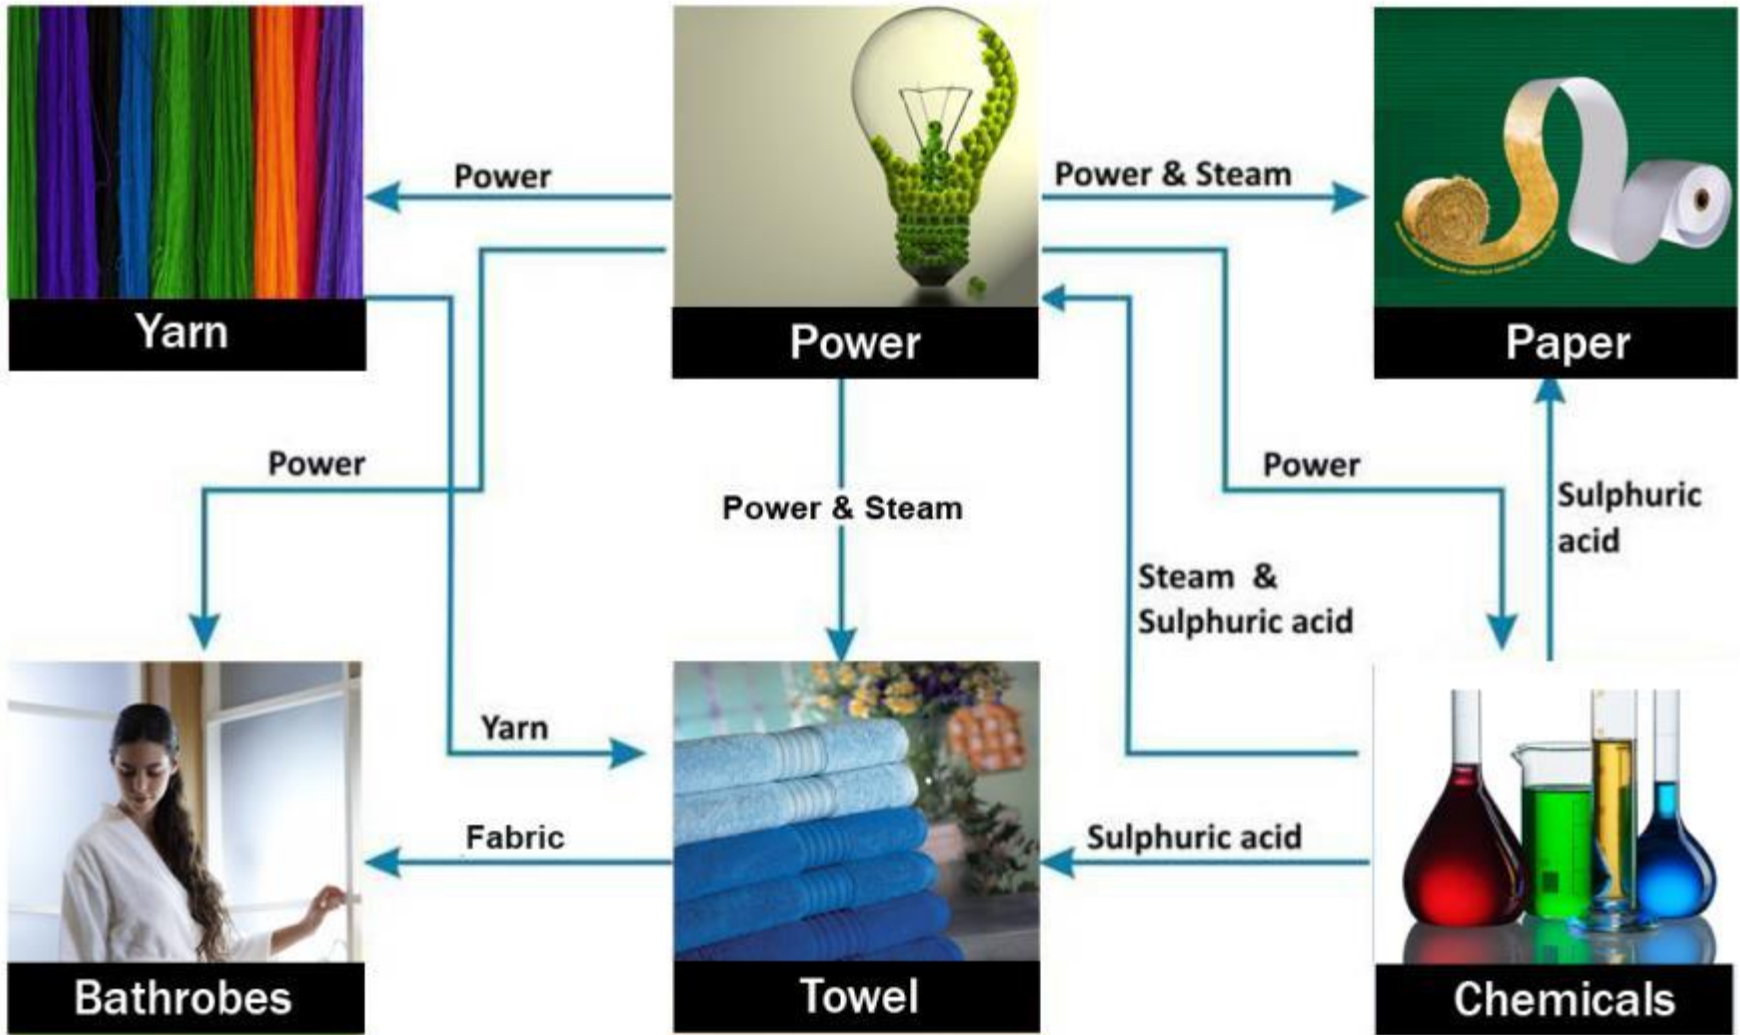 Power
Power & Steam
Yarn
Power
Paper
Power
Power & Steam
Power
Sulphuric
acid
Steam &
Sulphuric acid
Yarn
Fabric
Sulphuric acid
Bathrobes
Towel
Chemicals